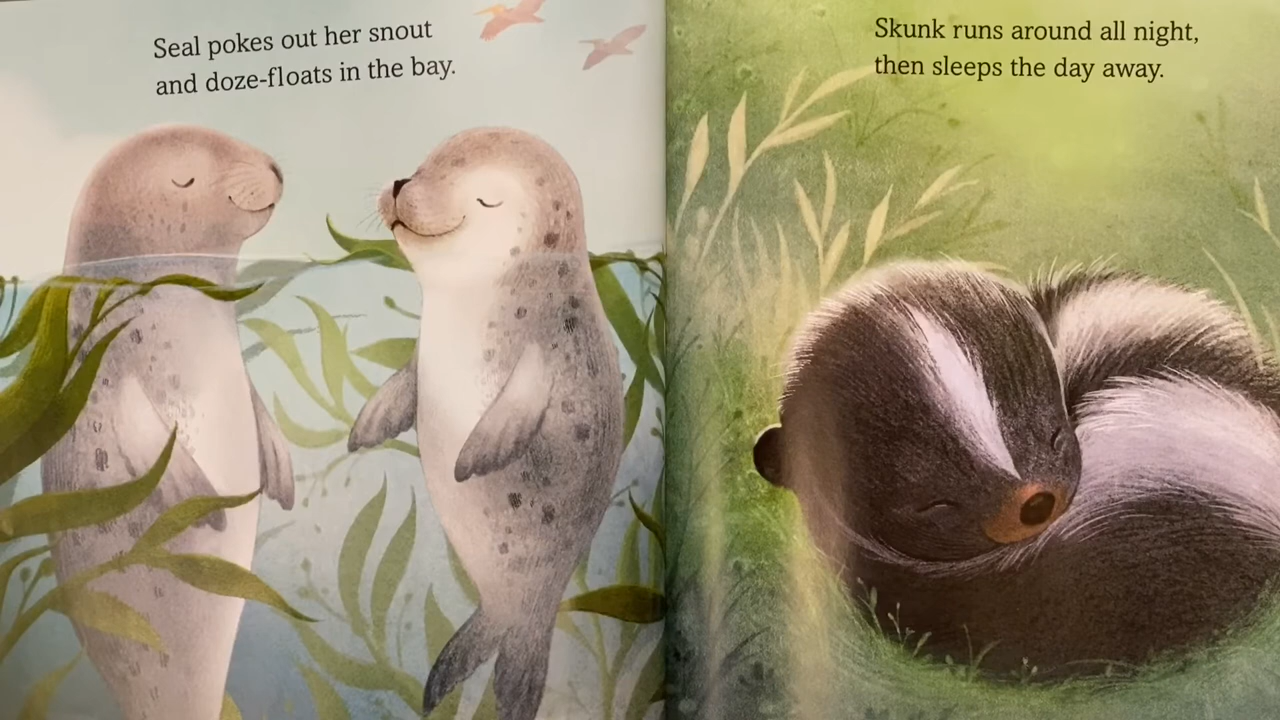 Seal pokes out her snout
and doze-floats in the bay.
Skunk runs around all night,
then sleeps the day away.